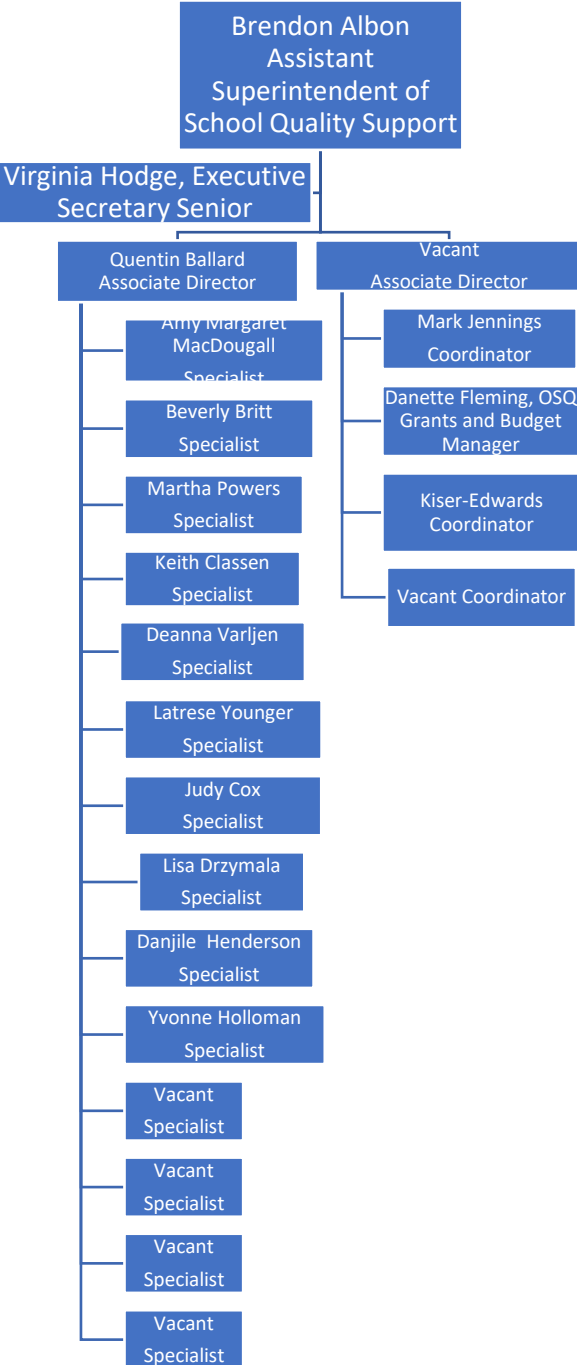 Brendon Albon
Assistant
Superintendent of
School Quality Support
Virginia Hodge, Executive
Secretary Senior
Quentin Ballard
Associate Director
Amy Margaret
MacDougall
Specialist
Beverly Britt
Specialist
Martha Powers
Specialist
Keith Classen
Specialist
Deanna Varljen
Specialist
Latrese Younger
Specialist
Judy Cox
Specialist
Lisa Drzymala
Specialist
Danjile Henderson
Specialist
Yvonne Holloman
Specialist
Vacant
Specialist
Vacant
Specialist
Vacant
Specialist
Vacant
Specialist
Vacant
Associate Director
Mark Jennings
Coordinator
Danette Fleming, OSQ
Grants and Budget
Manager
Kiser-Edwards
Coordinator
Vacant Coordinator